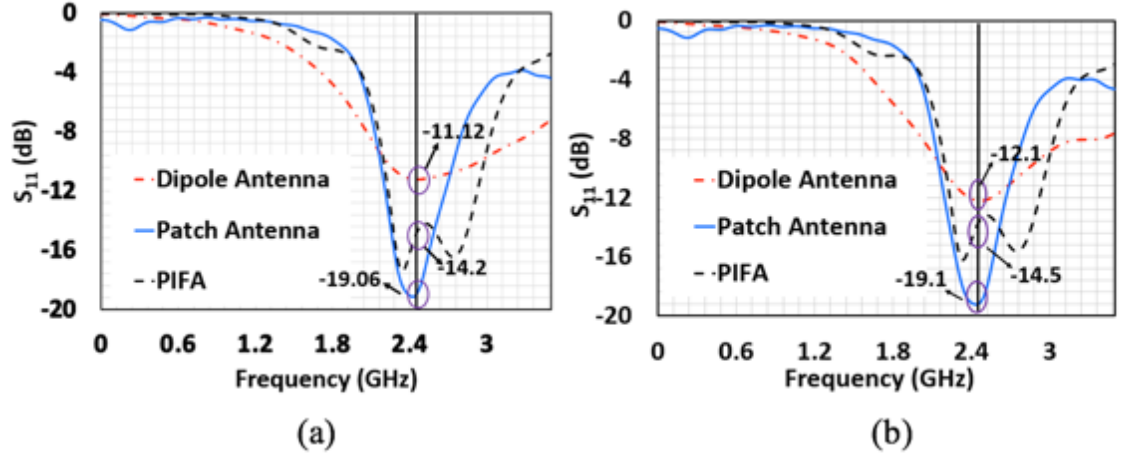 0
-4
-8
-12
-16
-20
S11 (dB)
-11.12
Dipole Antenna
Patch Antenna
PIFA
-19.06
-14.2
0 0.6 1.2 1.8 2.4 3
Frequency (GHz)
(a)
0
-4
-8
-12
-16
-20
S11 (dB)
-12.1
Dipole Antenna
Patch Antenna
PIFA
-19.1
-14.5
0 0.6 1.2 1.8 2.4 3
Frequency (GHz)
(b)